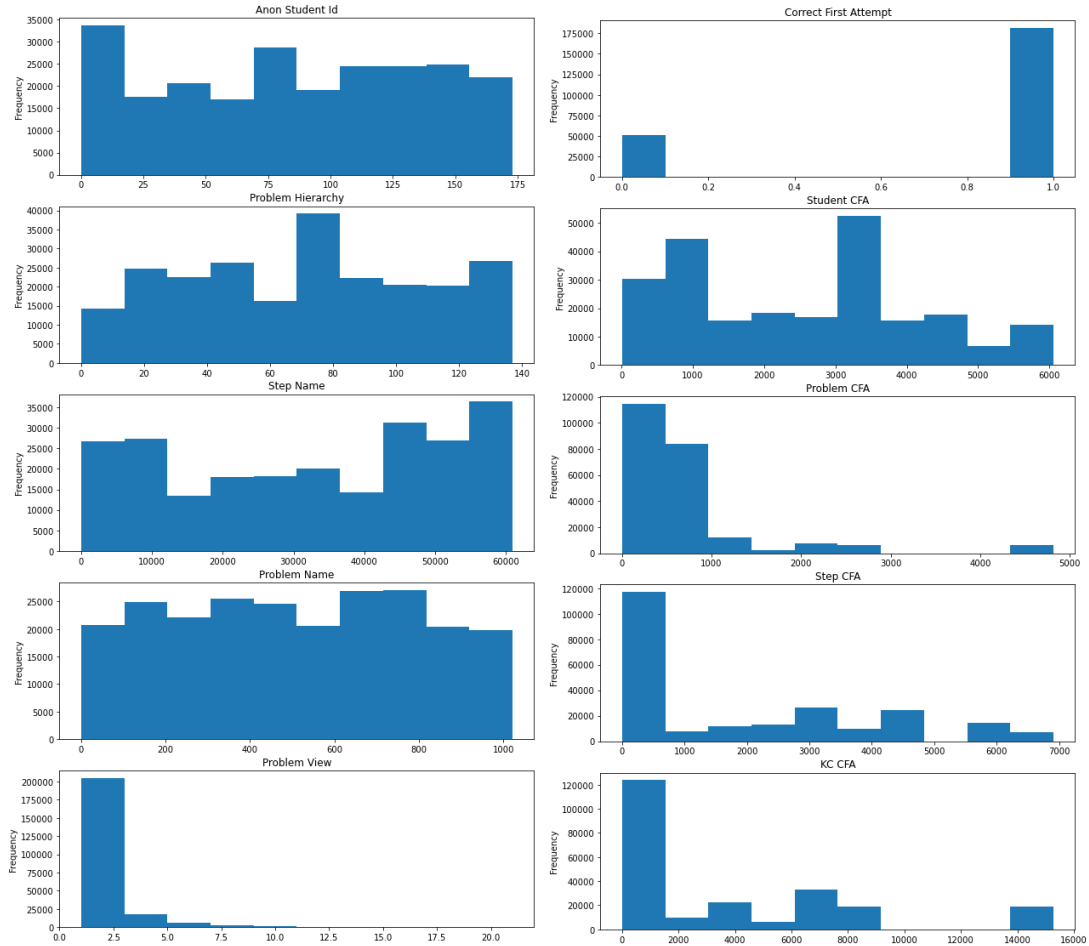 Anon Student Id
35000
30000
25000
20000
15000
10000
5000
0
Frequency
0 25 50 75 100 125 150 175
Correct First Attempt
175000
150000
125000
100000
75000
50000
25000
0
Frequency
0.0 0.2 0.4 0.6 0.8 1.0
Problem Hierarchy
40000
35000
30000
25000
20000
15000
10000
5000
0
Frequency
0 20 40 60 80 100 120 140
Student CFA
50000
40000
30000
20000
10000
0
Frequency
0 1000 2000 3000 4000 5000 6000
Step Name
35000
30000
25000
20000
15000
10000
5000
0
Frequency
0 10000 20000 30000 40000 50000 60000
Problem CFA
120000
100000
80000
60000
40000
20000
0
Frequency
0 1000 2000 3000 4000 5000
Problem Name
25000
20000
15000
10000
5000
0
Frequency
0 200 400 600 800 1000
Step CFA
120000
100000
80000
60000
40000
20000
0
Frequency
0 1000 2000 3000 4000 5000 6000 7000
Problem View
200000
175000
150000
125000
100000
75000
50000
25000
0
Frequency
0.0 2.5 5.0 7.5 10.0 12.5 15.0 17.5 20.0
KC CFA
120000
100000
80000
60000
40000
20000
0
Frequency
0 2000 4000 6000 8000 10000 12000 14000 16000